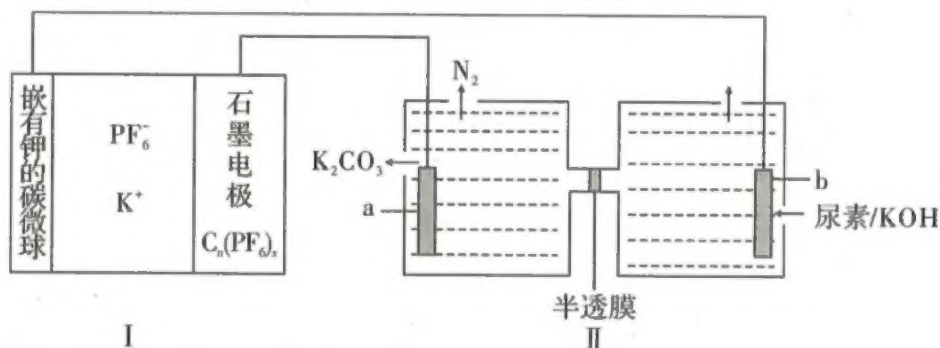 嵌有钾的碳微球
PF₆⁻
K⁺
石墨电极
Cₙ(PF₆)ₓ
N₂
K₂CO₃
a
b
尿素/KOH
半透膜
Ⅰ
Ⅱ